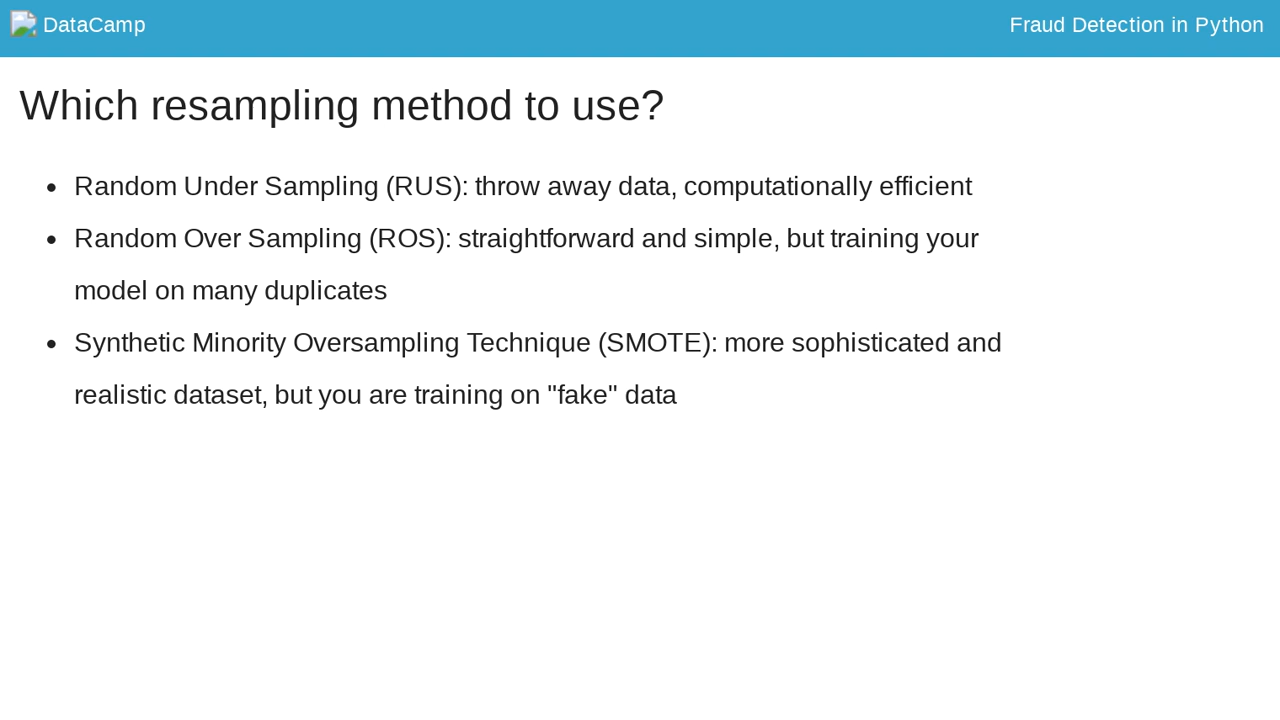 DataCamp
Fraud Detection in Python
Which resampling method to use?
Random Under Sampling (RUS): throw away data, computationally efficient
Random Over Sampling (ROS): straightforward and simple, but training your
model on many duplicates
Synthetic Minority Oversampling Technique (SMOTE): more sophisticated and
realistic dataset, but you are training on "fake" data